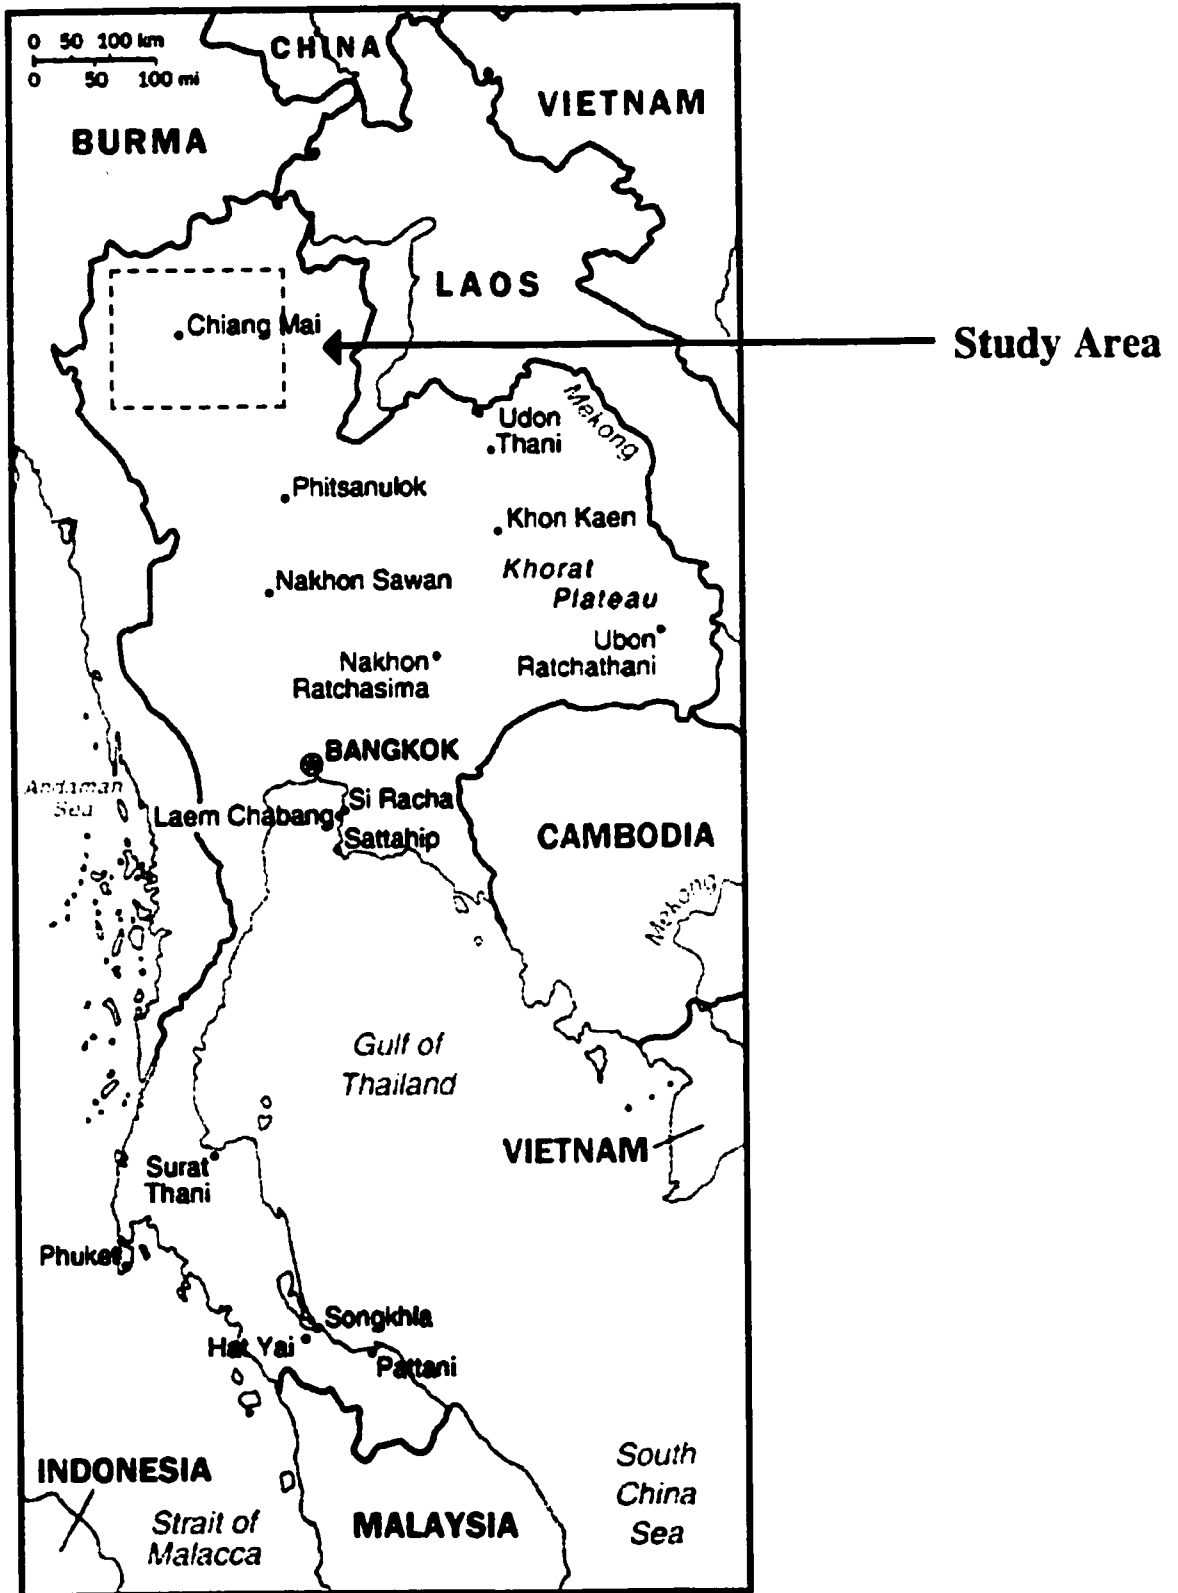 0 50 100 km
0 50 100 mi
CHINA
VIETNAM
BURMA
LAOS
Chiang Mai
Study Area
Mekong
Udon
Thani
Phitsanulok
Khon Kaen
Khorat
Plateau
Nakhon Sawan
Ubon
Ratchathani
Nakhon
Ratchasima
BANGKOK
Andaman
Sea
Si Racha
Laem Chabang
Sattahip
CAMBODIA
Mekong
Gulf of
Thailand
VIETNAM
Surat
Thani
Phuket
Songkhla
Hat Yai
Pattani
INDONESIA
Strait of
Malacca
MALAYSIA
South
China
Sea